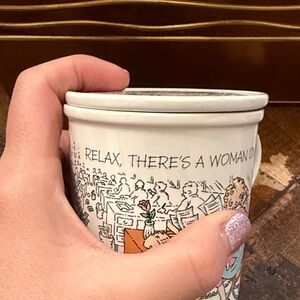 RELAX, THERE'S A WOMAN O